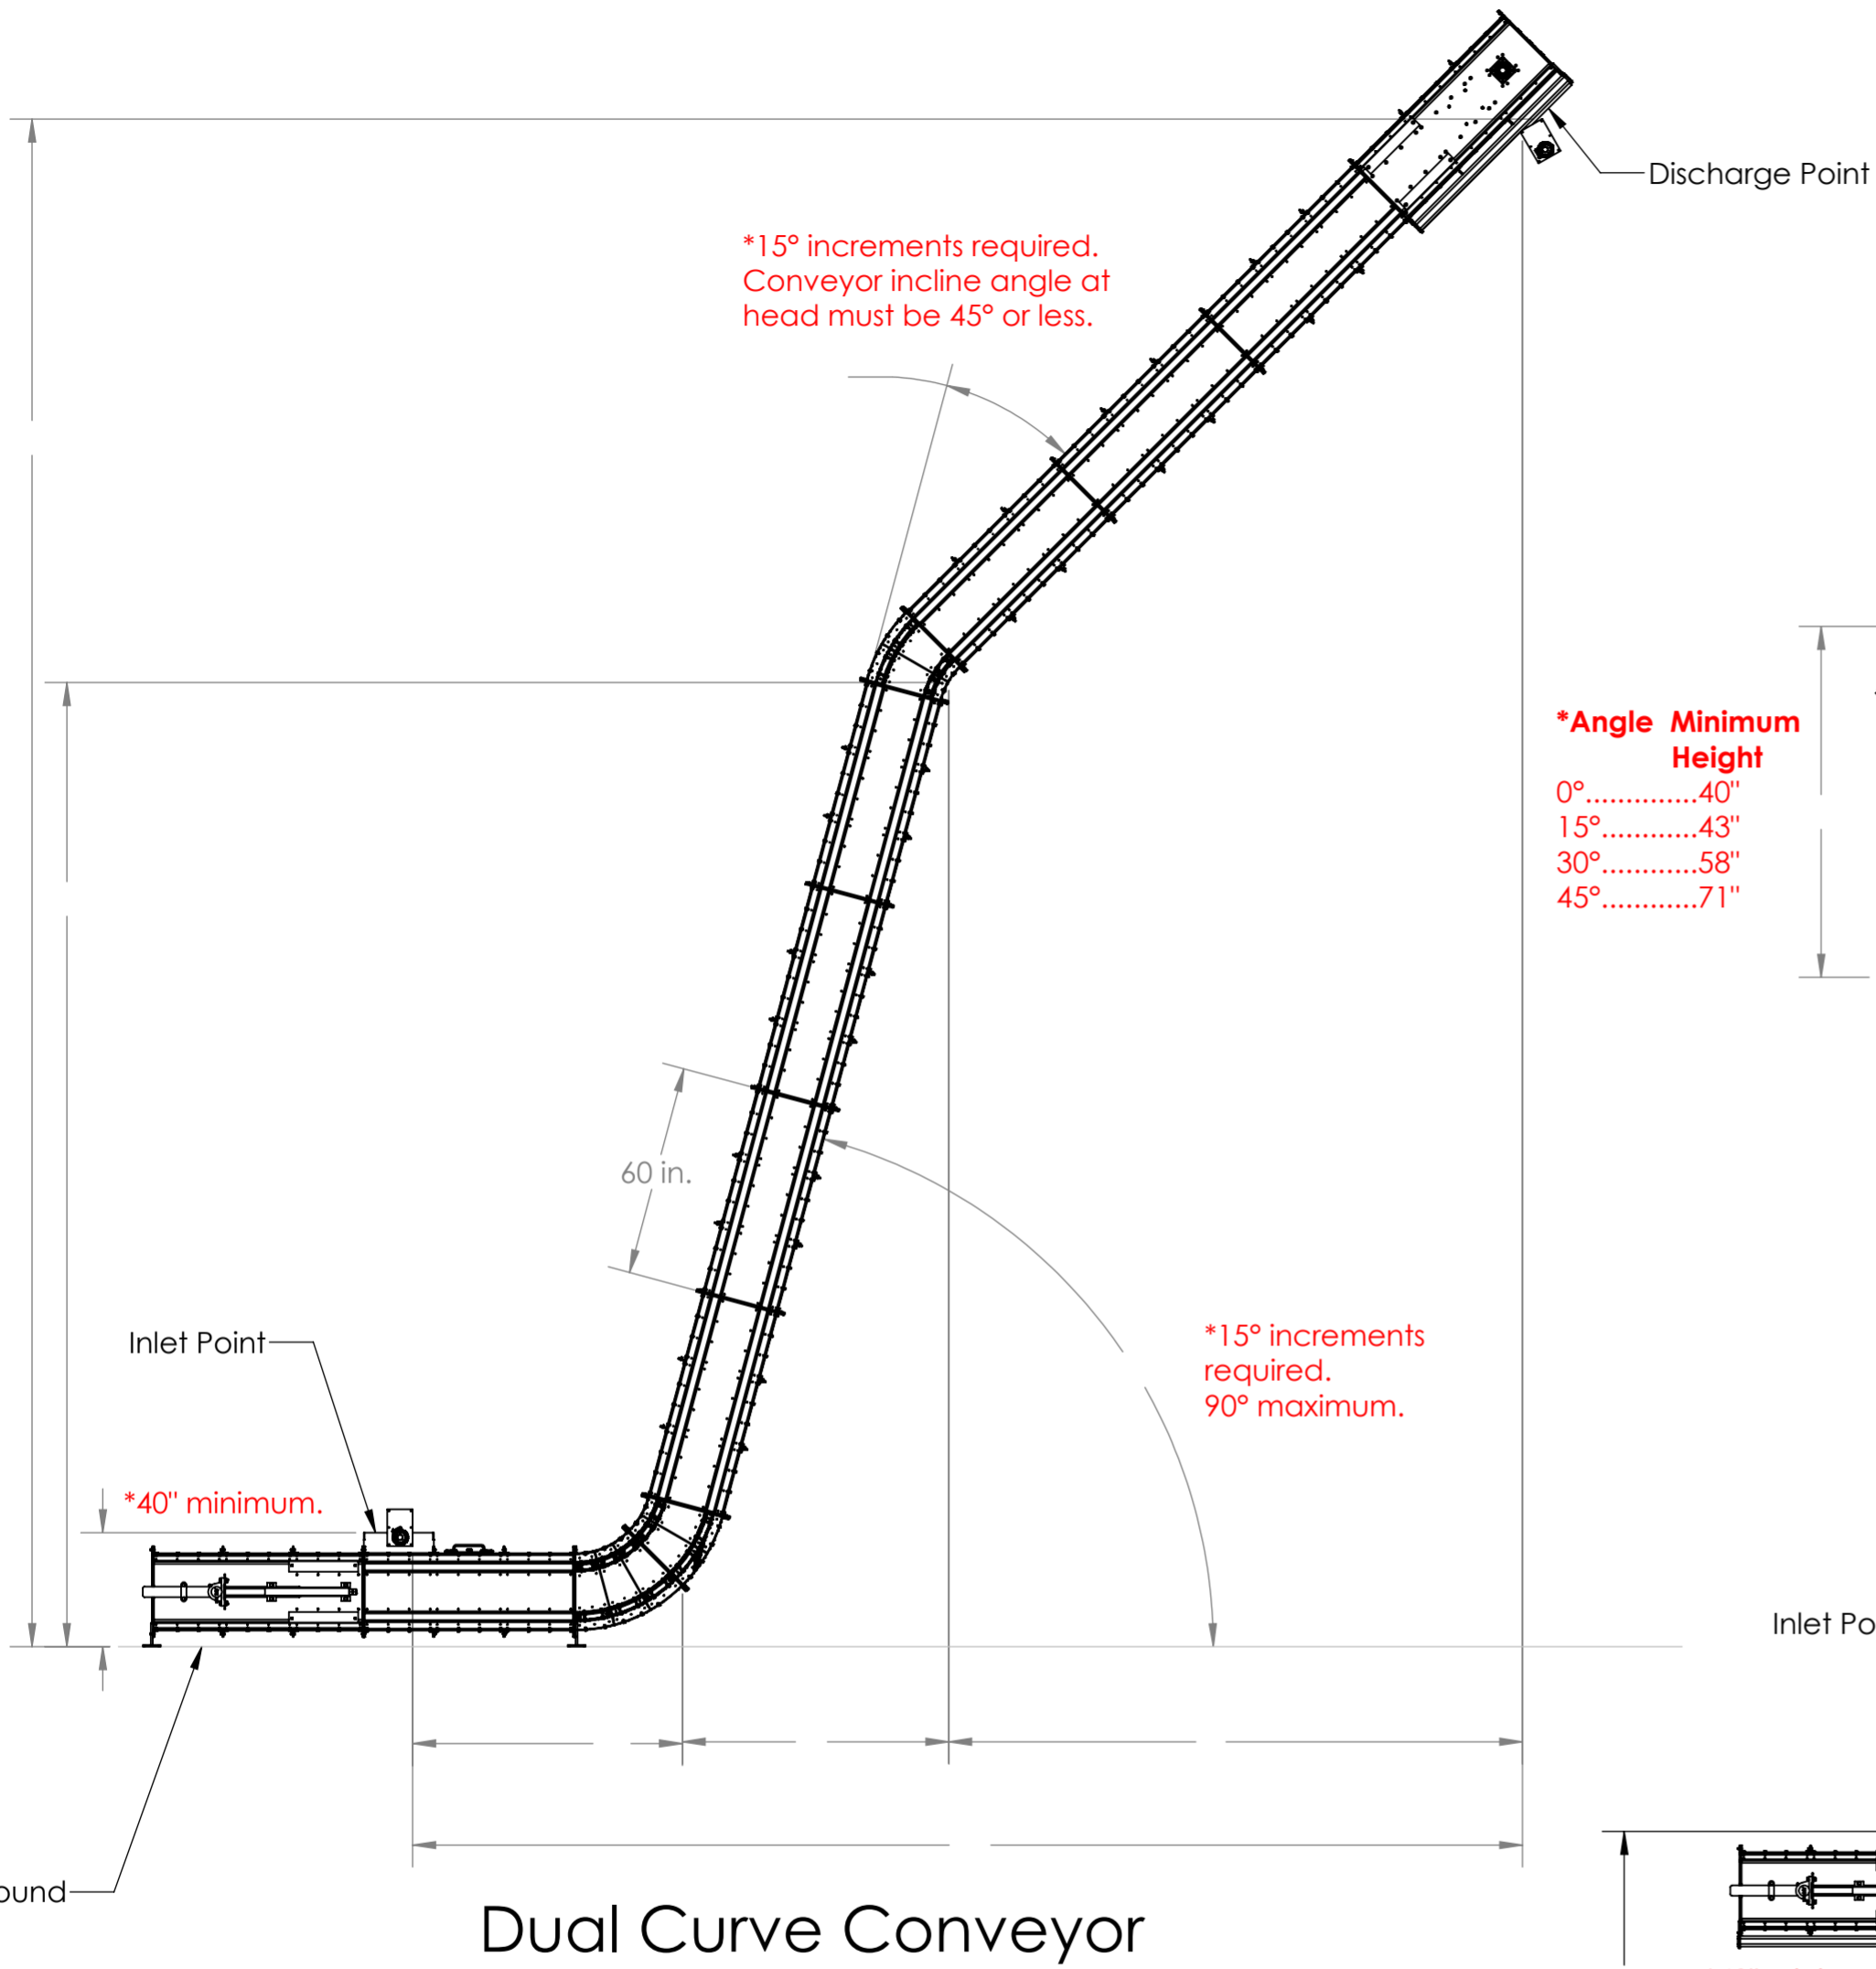 Discharge Point
*15° increments required.
Conveyor incline angle at
head must be 45° or less.
*Angle Minimum
Height
0°..............40"
15°............43"
30°............58"
45°............71"
60 in.
Inlet Point
*15° increments
required.
90° maximum.
*40" minimum.
Inlet Po
ound
Dual Curve Conveyor